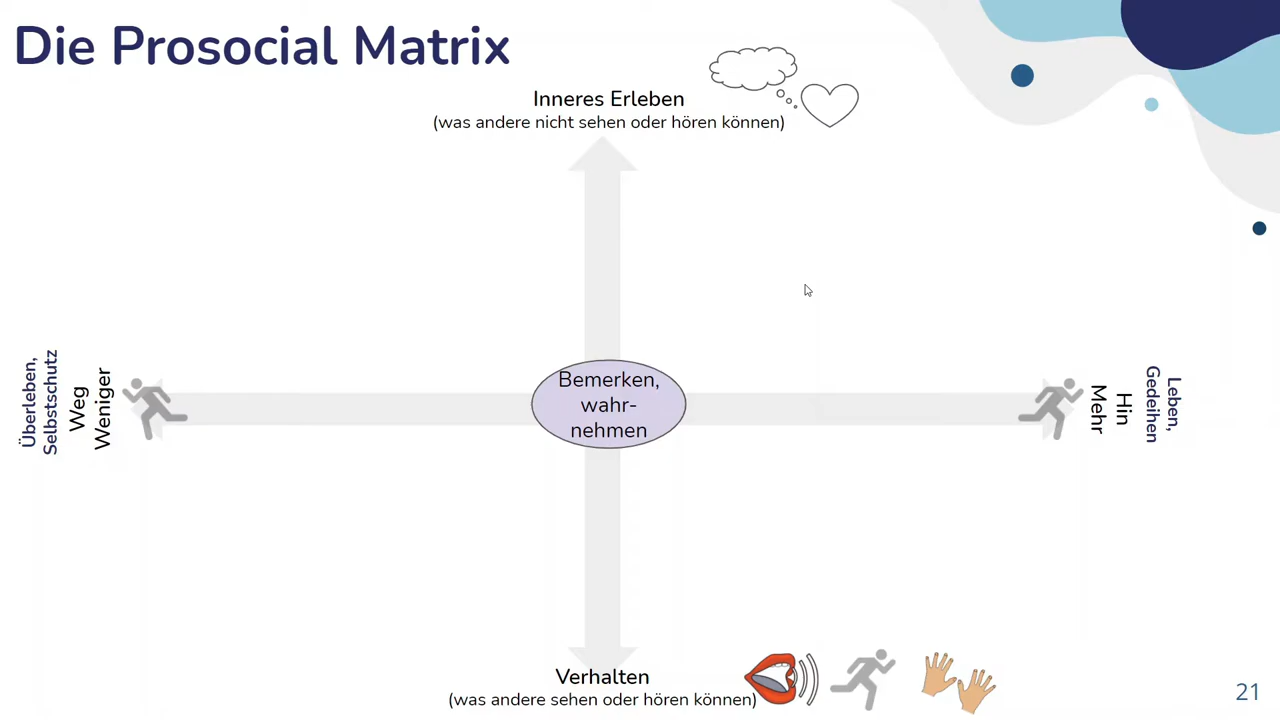 Die Prosocial Matrix
Inneres Erleben
(was andere nicht sehen oder hören können)
Überleben,
Selbstschutz
Weg
Weniger
Bemerken,
wahr-
nehmen
Leben,
Gedeihen
Hin
Mehr
Verhalten
(was andere sehen oder hören können)
21